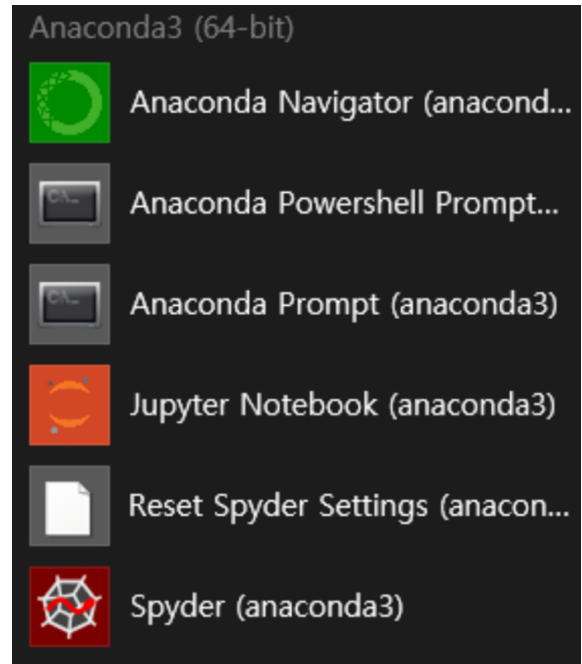 Anaconda3 (64-bit)
Anaconda Navigator (anacond...
Anaconda Powershell Prompt...
Anaconda Prompt (anaconda3)
Jupyter Notebook (anaconda3)
Reset Spyder Settings (anacon...
Spyder (anaconda3)